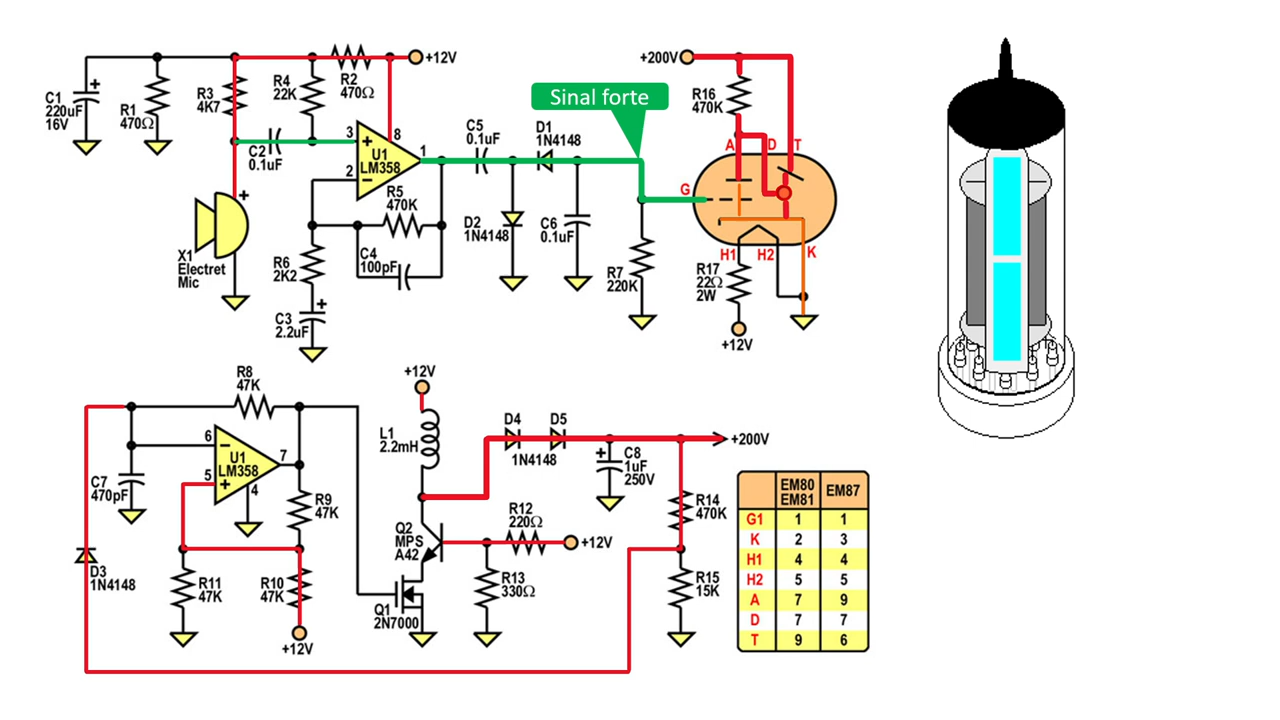 +12V
+200V
C1
220uF
16V
+
R1
470Ω
R3
4K7
R4
22K
R2
470Ω
Sinal forte
R16
470K
C2
0.1uF
3
+
8
U1
LM358
1
2
−
C5
0.1uF
D1
1N4148
A
D
T
G
X1
Electret
Mic
+
R5
470K
C4
100pF
R6
2K2
C3
2.2uF
+
D2
1N4148
C6
0.1uF
R7
220K
H1
H2
K
R17
22Ω
2W
+12V
R8
47K
+12V
L1
2.2mH
D4
D5
1N4148
+200V
+
C8
1uF
250V
6
−
U1
LM358
7
5
+
4
C7
470pF
R9
47K
Q2
MPS
A42
R12
220Ω
+12V
R14
470K
D3
1N4148
R11
47K
R10
47K
+12V
Q1
2N7000
R13
330Ω
R15
15K
EM80
EM81
EM87
G1 1 1
K 2 3
H1 4 4
H2 5 5
A 7 9
D 7 7
T 9 6